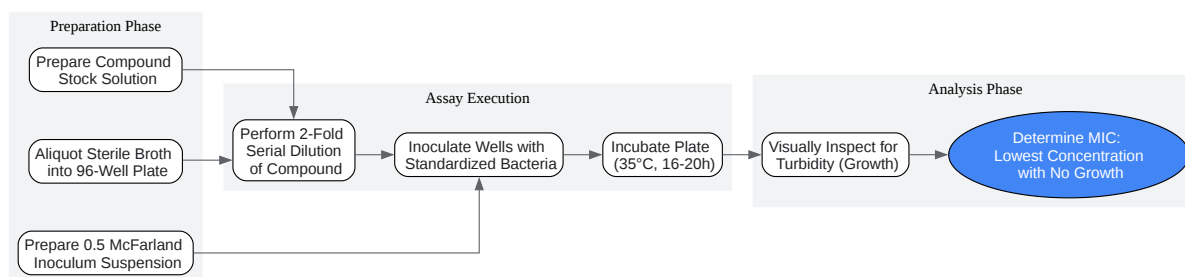 Preparation Phase
Prepare Compound
Stock Solution
Aliquot Sterile Broth
into 96-Well Plate
Prepare 0.5 McFarland
Inoculum Suspension
Assay Execution
Perform 2-Fold
Serial Dilution
of Compound
Inoculate Wells with
Standardized Bacteria
Incubate Plate
(35°C, 16-20h)
Analysis Phase
Visually Inspect for
Turbidity (Growth)
Determine MIC:
Lowest Concentration
with No Growth